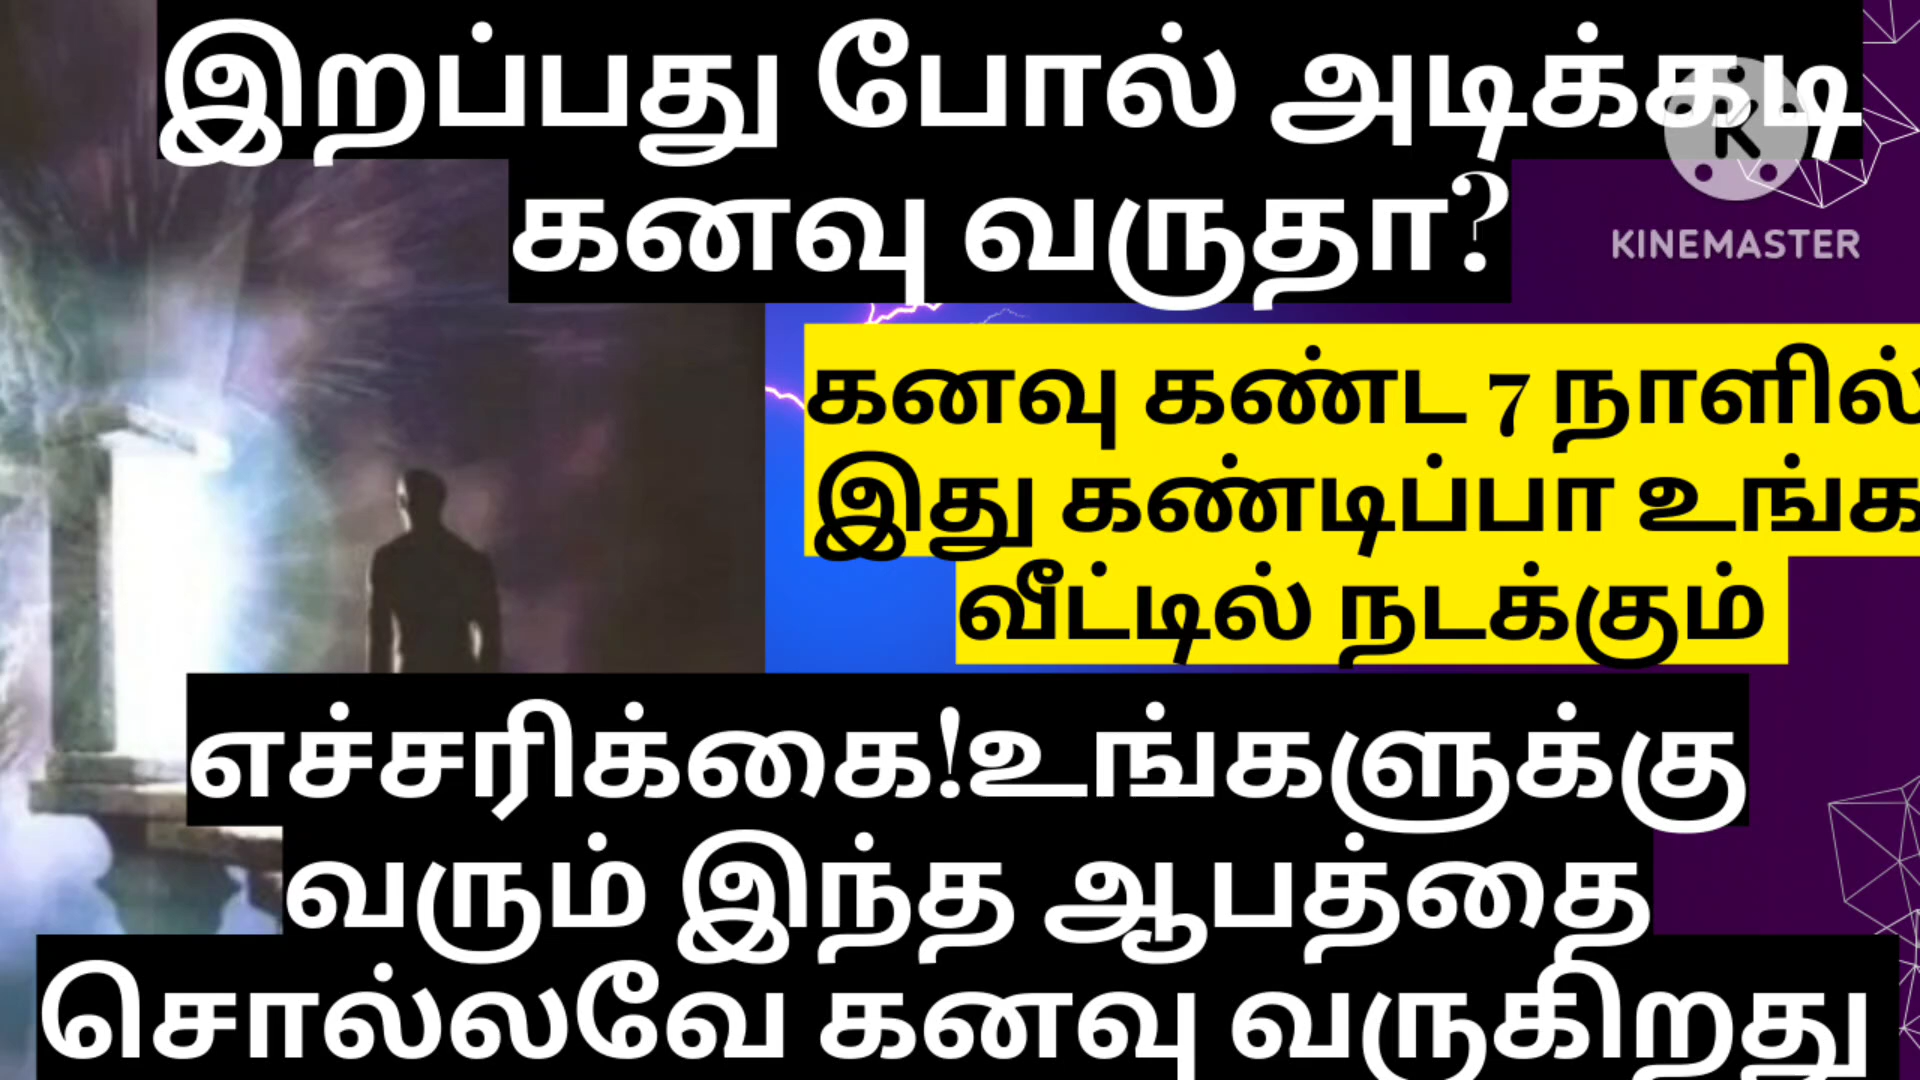 இறப்பது போல் அடிக்கடி
கனவு வருதா?
KINEMASTER
கனவு கண்ட 7 நாளில்
இது கண்டிப்பா உங்க
வீட்டில் நடக்கும்
எச்சரிக்கை!உங்களுக்கு
வரும் இந்த ஆபத்தை
சொல்லவே கனவு வருகிறது